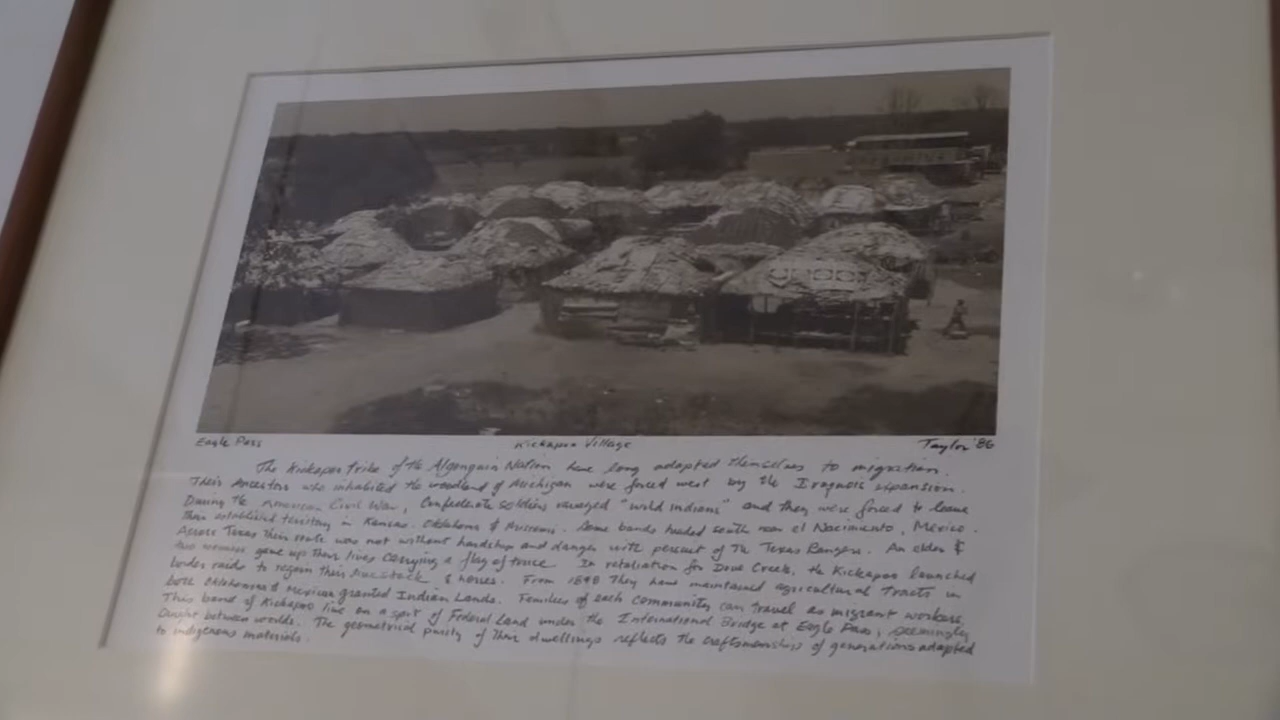 Eagle Pass Kickapoo Village Taylor '86
The Kickapoo tribe of the Algonquin Nation have long adapted themselves to migration.
Their Ancestors who inhabited the woodland of Michigan were forced west by the Iroquois expansion.
During the American Civil War, Confederate soldiers ravaged "wild indians" and they were forced to leave
their established territory in Kansas, Oklahoma & Missouri. Some bands headed south near el Nacimiento, Mexico.
Across Texas their route was not without hardship and danger with persuit of The Texas Rangers. An elder &
two women gave up their lives carrying a flag of truce. In retaliation for Dove Creek, the Kickapoo launched
border raids to regain their livestock & horses. From 1898 They have maintained agricultural Tracts in
both Oklahoma & Mexican granted Indian Lands. Families of each community can travel as migrant workers.
This band of Kickapoo live on a spit of Federal Land under the International Bridge at Eagle Pass, seemingly
caught between worlds. The geometrical purity of their dwellings reflects the craftsmanship of generations adapted
to indigenous materials.